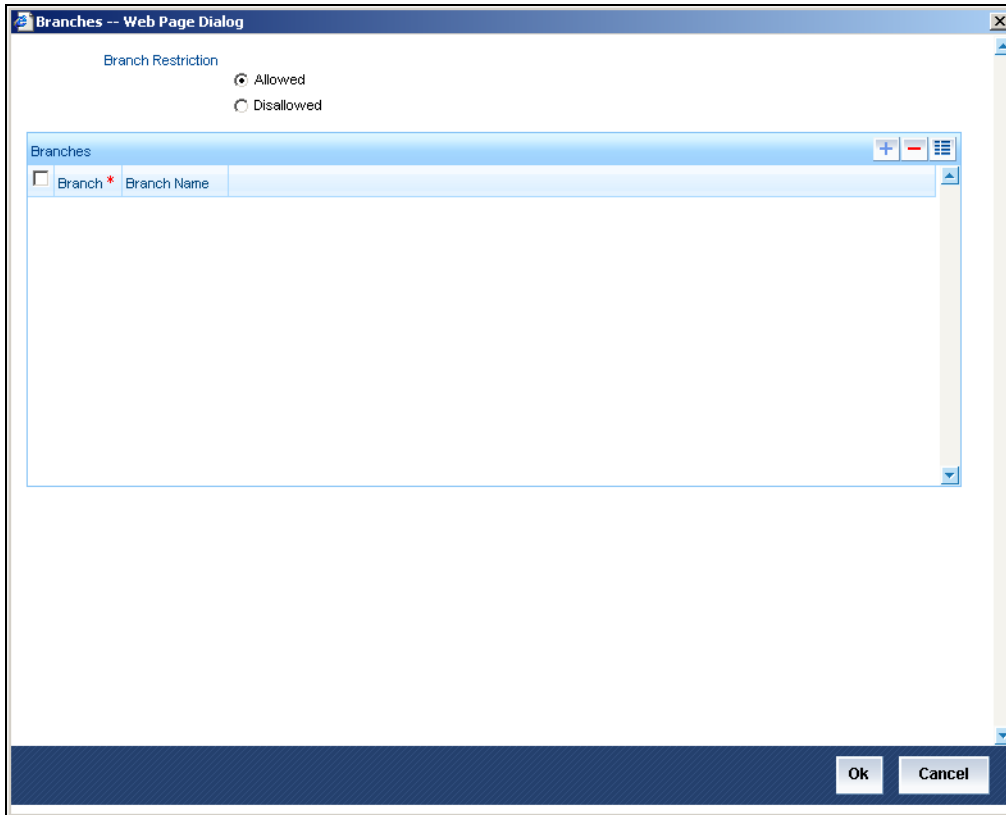 Branches -- Web Page Dialog
Branch Restriction
Allowed
Disallowed
Branches
Branch * Branch Name
Ok Cancel